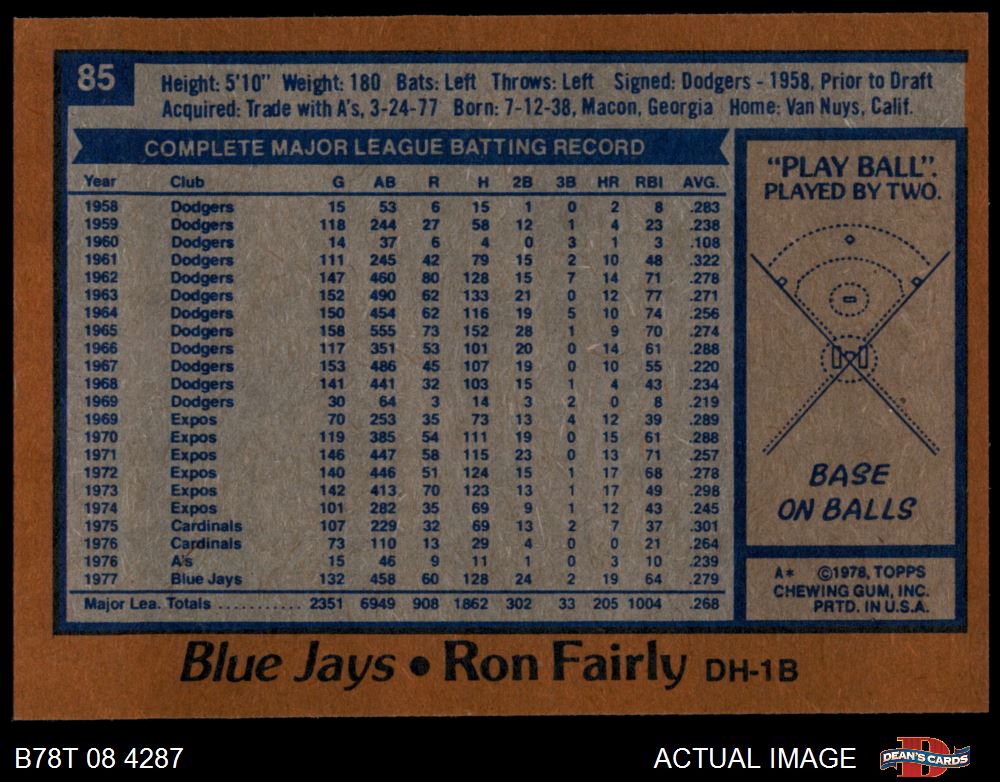 85
Height: 5'10" Weight: 180 Bats: Left Throws: Left Signed: Dodgers - 1958, Prior to Draft
Acquired: Trade with A's, 3-24-77 Born: 7-12-38, Macon, Georgia Home: Van Nuys, Calif.
COMPLETE MAJOR LEAGUE BATTING RECORD
Year Club G AB R H 2B 3B HR RBI AVG.
1958 Dodgers 15 53 6 15 1 0 2 8 .283
1959 Dodgers 118 244 27 58 12 1 4 23 .238
1960 Dodgers 14 37 6 4 0 3 1 3 .108
1961 Dodgers 111 245 42 79 15 2 10 48 .322
1962 Dodgers 147 460 80 128 15 7 14 71 .278
1963 Dodgers 152 490 62 133 21 0 12 77 .271
1964 Dodgers 150 454 62 116 19 5 10 74 .256
1965 Dodgers 158 555 73 152 28 1 9 70 .274
1966 Dodgers 117 351 53 101 20 0 14 61 .288
1967 Dodgers 153 486 45 107 19 0 10 55 .220
1968 Dodgers 141 441 32 103 15 1 4 43 .234
1969 Dodgers 30 64 3 14 3 2 0 8 .219
1969 Expos 70 253 35 73 13 4 12 39 .289
1970 Expos 119 385 54 111 19 0 15 61 .288
1971 Expos 146 447 58 115 23 0 13 71 .257
1972 Expos 140 446 51 124 15 1 17 68 .278
1973 Expos 142 413 70 123 13 1 17 49 .298
1974 Expos 101 282 35 69 9 1 12 43 .245
1975 Cardinals 107 229 32 69 13 2 7 37 .301
1976 Cardinals 73 110 13 29 4 0 0 21 .264
1976 A's 15 46 9 11 1 0 3 10 .239
1977 Blue Jays 132 458 60 128 24 2 19 64 .279
Major Lea. Totals ........... 2351 6949 908 1862 302 33 205 1004 .268
"PLAY BALL".
PLAYED BY TWO.
BASE
ON BALLS
A* ©1978, TOPPS
CHEWING GUM, INC.
PRTD. IN U.S.A.
Blue Jays • Ron Fairly DH-1B
B78T 08 4287
ACTUAL IMAGE
DEAN'S CARDS